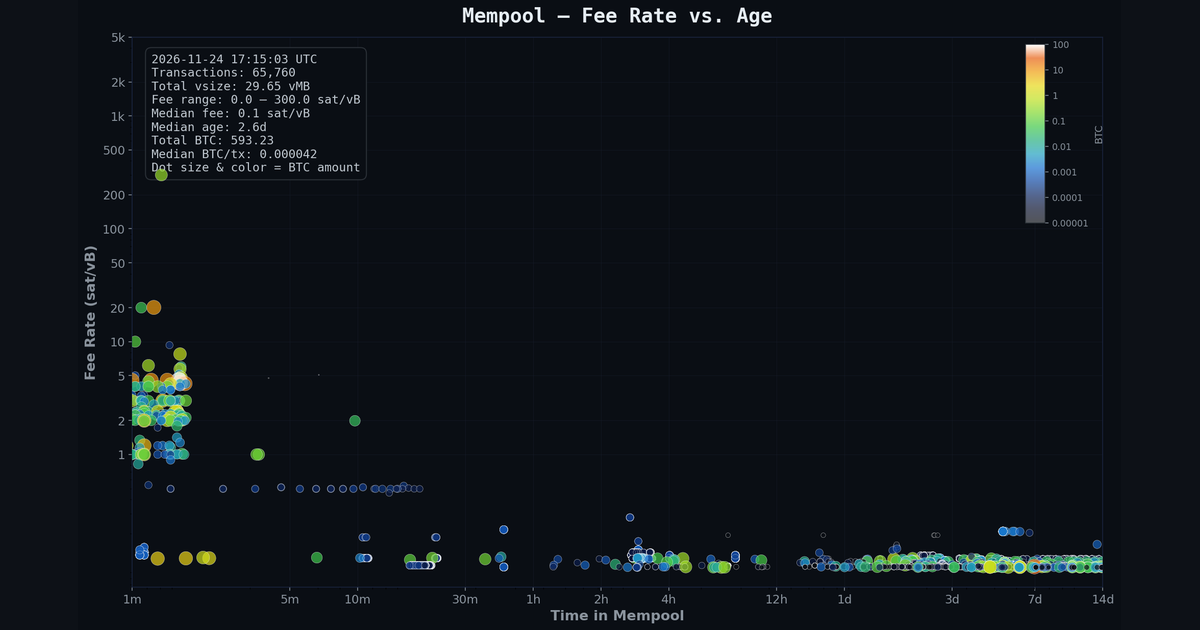 Mempool — Fee Rate vs. Age
2026-11-24 17:15:03 UTC
Transactions: 65,760
Total vsize: 29.65 vMB
Fee range: 0.0 — 300.0 sat/vB
Median fee: 0.1 sat/vB
Median age: 2.6d
Total BTC: 593.23
Median BTC/tx: 0.000042
Dot size & color = BTC amount
5k
2k
1k
500
200
100
50
20
10
5
2
1
Fee Rate (sat/vB)
100
10
1
0.1
0.01
0.001
0.0001
0.00001
BTC
1m 5m 10m 30m 1h 2h 4h 12h 1d 3d 7d 14d
Time in Mempool